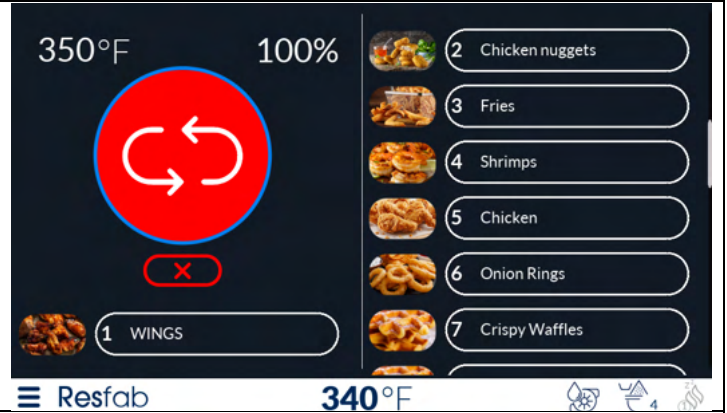 350°F 100%
1 WINGS
2 Chicken nuggets
3 Fries
4 Shrimps
5 Chicken
6 Onion Rings
7 Crispy Waffles
Resfab
340°F
4